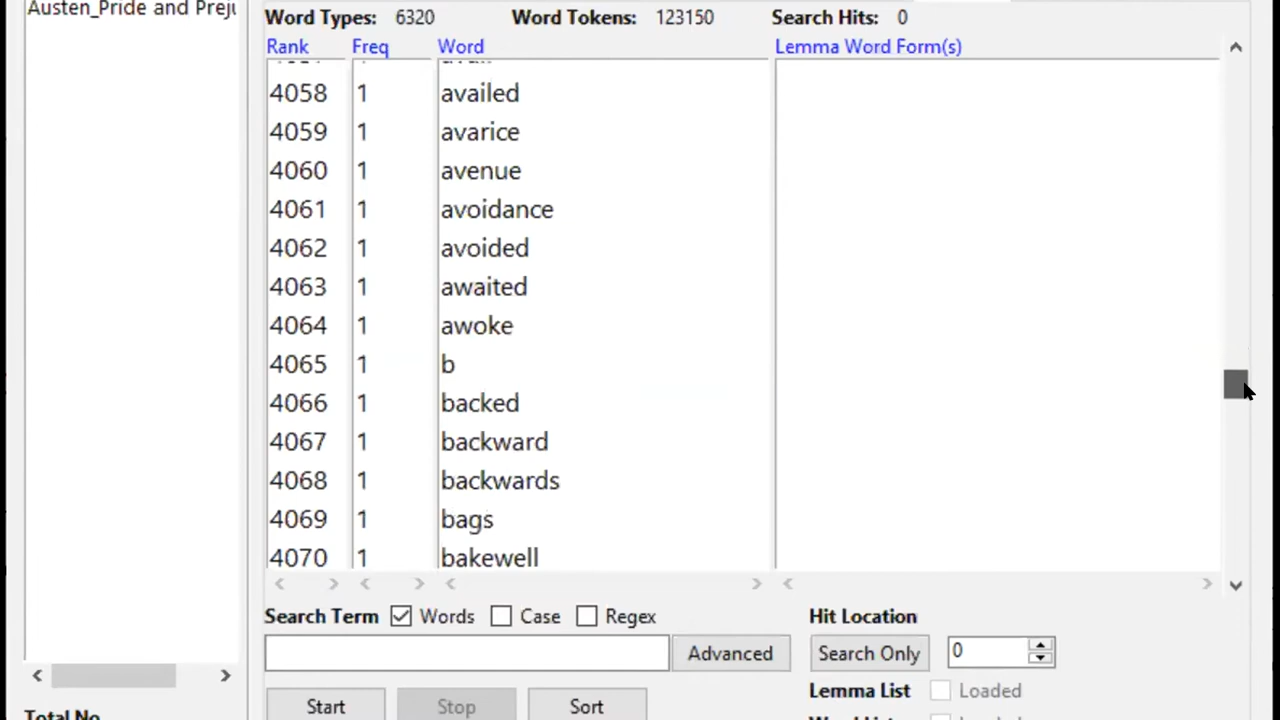 Austen_Pride and Preju
Word Types: 6320 Word Tokens: 123150 Search Hits: 0
Rank Freq Word Lemma Word Form(s)
4058 1 availed
4059 1 avarice
4060 1 avenue
4061 1 avoidance
4062 1 avoided
4063 1 awaited
4064 1 awoke
4065 1 b
4066 1 backed
4067 1 backward
4068 1 backwards
4069 1 bags
4070 1 bakewell
Search Term Words Case Regex Hit Location
Advanced Search Only 0
Lemma List Loaded
Start Stop Sort
Total No.